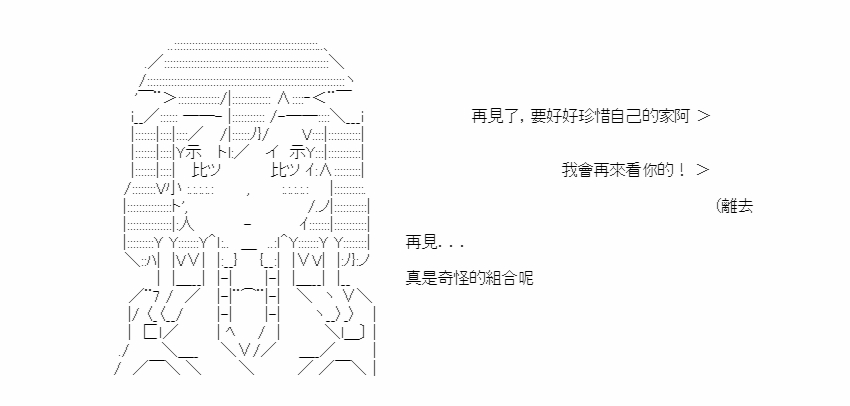 再見了，要好好珍惜自己的家阿 ＞
我會再來看你的！ ＞
(離去
再見．．．
真是奇怪的組合呢